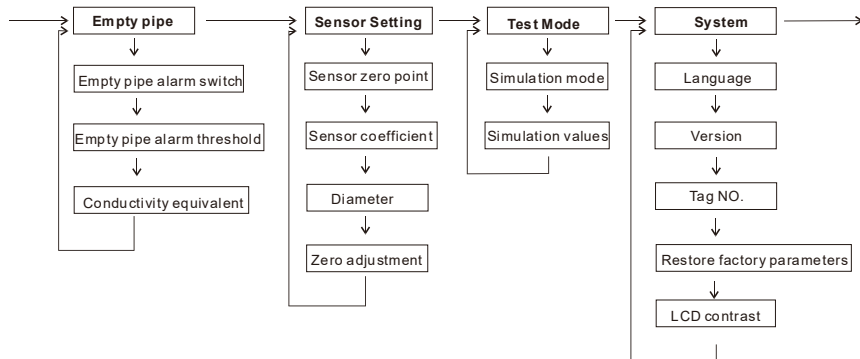 Empty pipe
Empty pipe alarm switch
Empty pipe alarm threshold
Conductivity equivalent
Sensor Setting
Sensor zero point
Sensor coefficient
Diameter
Zero adjustment
Test Mode
Simulation mode
Simulation values
System
Language
Version
Tag NO.
Restore factory parameters
LCD contrast